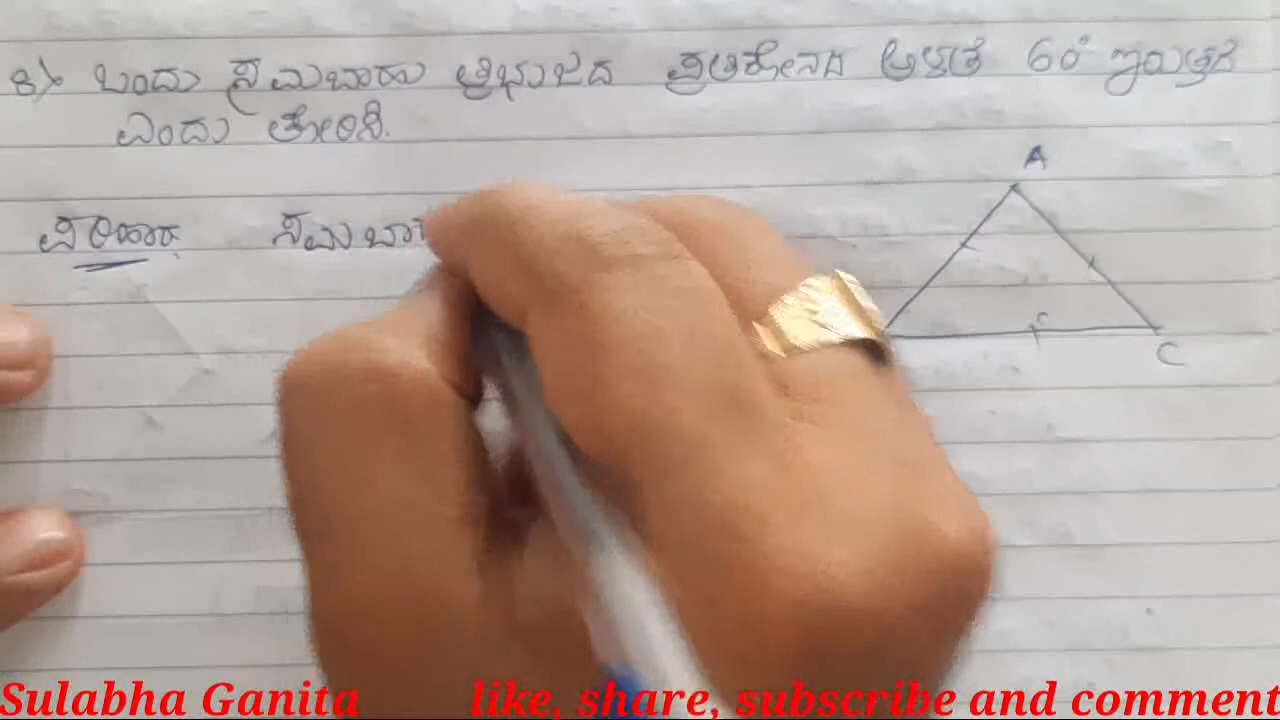 8) ಒಂದು ಸಮಬಾಹು ತ್ರಿಭುಜದ ಪ್ರತಿಕೋನದ ಅಳತೆ 60° ಇರುತ್ತದೆ
ಎಂದು ತೋರಿಸಿ.
A
ಪರಿಹಾರ ಸಮಬಾ
C
Sulabha Ganita like, share, subscribe and comment